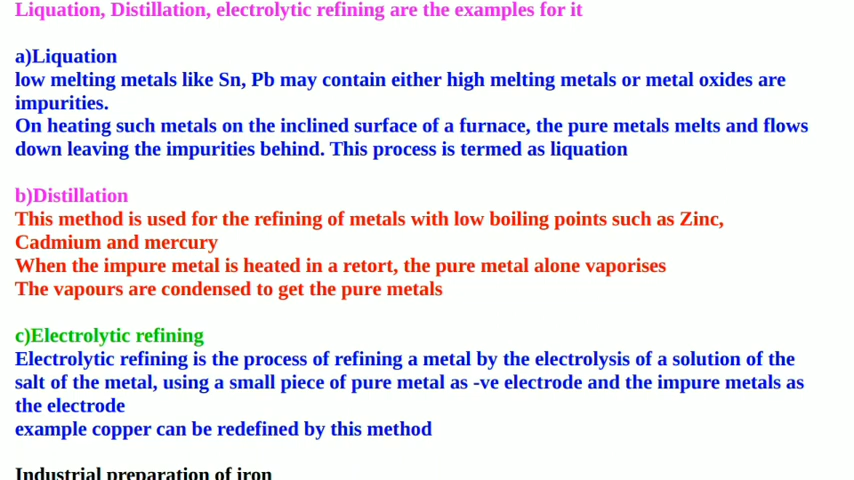 Liquation, Distillation, electrolytic refining are the examples for it
a)Liquation
low melting metals like Sn, Pb may contain either high melting metals or metal oxides are
impurities.
On heating such metals on the inclined surface of a furnace, the pure metals melts and flows
down leaving the impurities behind. This process is termed as liquation
b)Distillation
This method is used for the refining of metals with low boiling points such as Zinc,
Cadmium and mercury
When the impure metal is heated in a retort, the pure metal alone vaporises
The vapours are condensed to get the pure metals
c)Electrolytic refining
Electrolytic refining is the process of refining a metal by the electrolysis of a solution of the
salt of the metal, using a small piece of pure metal as -ve electrode and the impure metals as
the electrode
example copper can be redefined by this method
Industrial preparation of iron